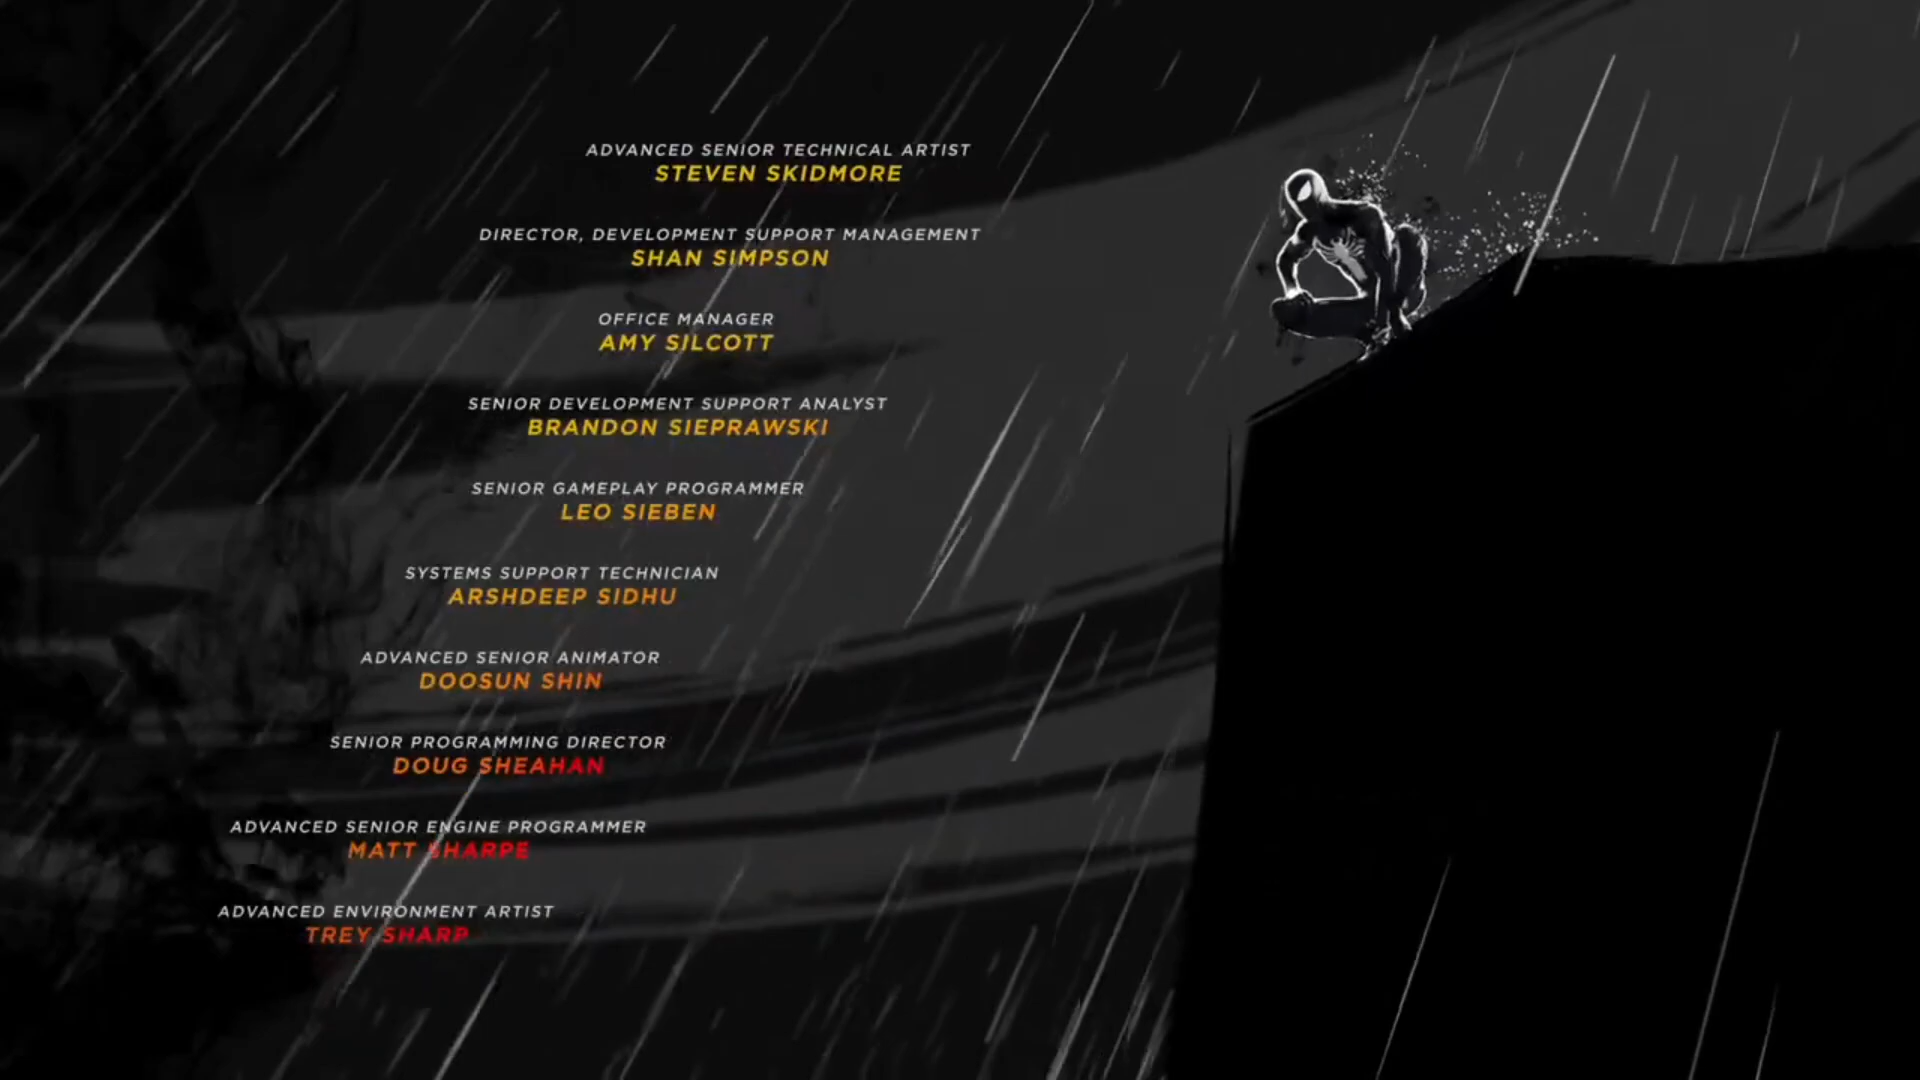 ADVANCED SENIOR TECHNICAL ARTIST
STEVEN SKIDMORE
DIRECTOR, DEVELOPMENT SUPPORT MANAGEMENT
SHAN SIMPSON
OFFICE MANAGER
AMY SILCOTT
SENIOR DEVELOPMENT SUPPORT ANALYST
BRANDON SIEPRAWSKI
SENIOR GAMEPLAY PROGRAMMER
LEO SIEBEN
SYSTEMS SUPPORT TECHNICIAN
ARSHDEEP SIDHU
ADVANCED SENIOR ANIMATOR
DOOSUN SHIN
SENIOR PROGRAMMING DIRECTOR
DOUG SHEAHAN
ADVANCED SENIOR ENGINE PROGRAMMER
MATT SHARPE
ADVANCED ENVIRONMENT ARTIST
TREY SHARP